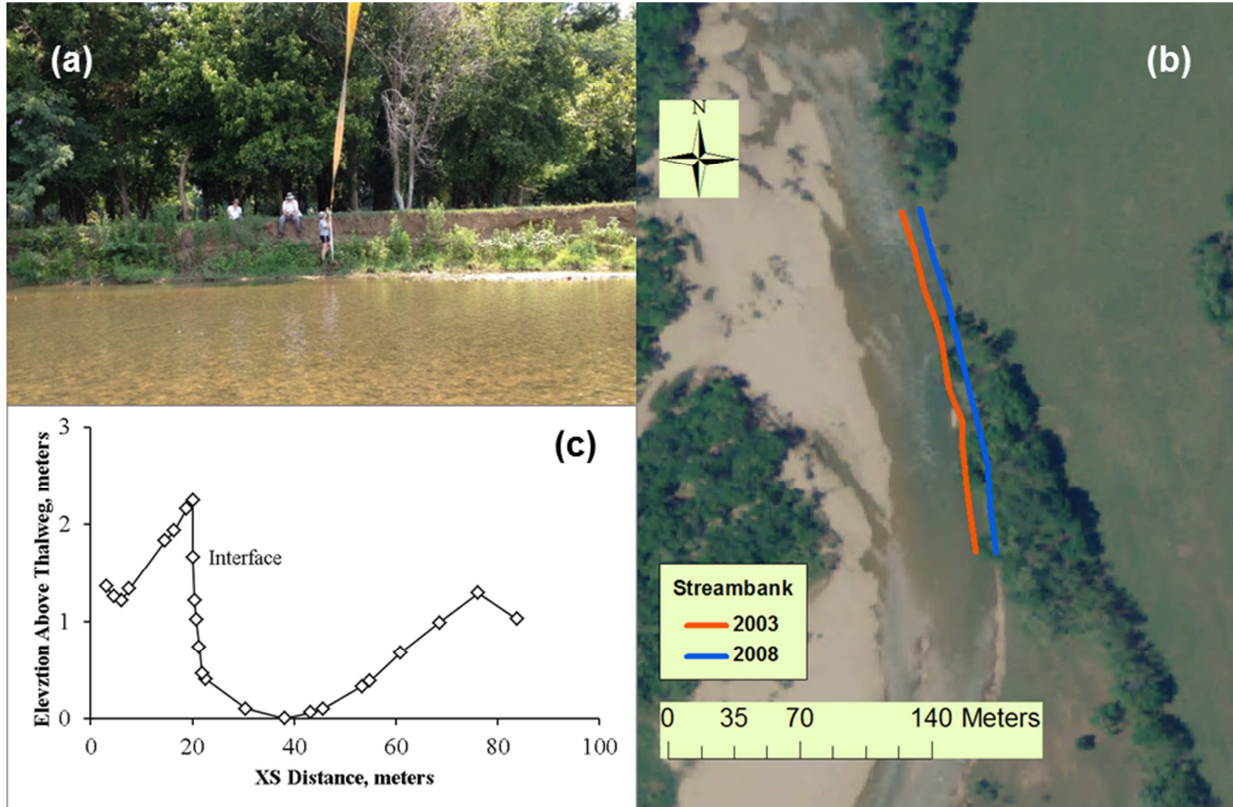 (a)
(b)
N
Streambank
2003
2008
0 35 70 140 Meters
(c)
3
2
1
0
Elevztion Above Thalweg, meters
Interface
0 20 40 60 80 100
XS Distance, meters